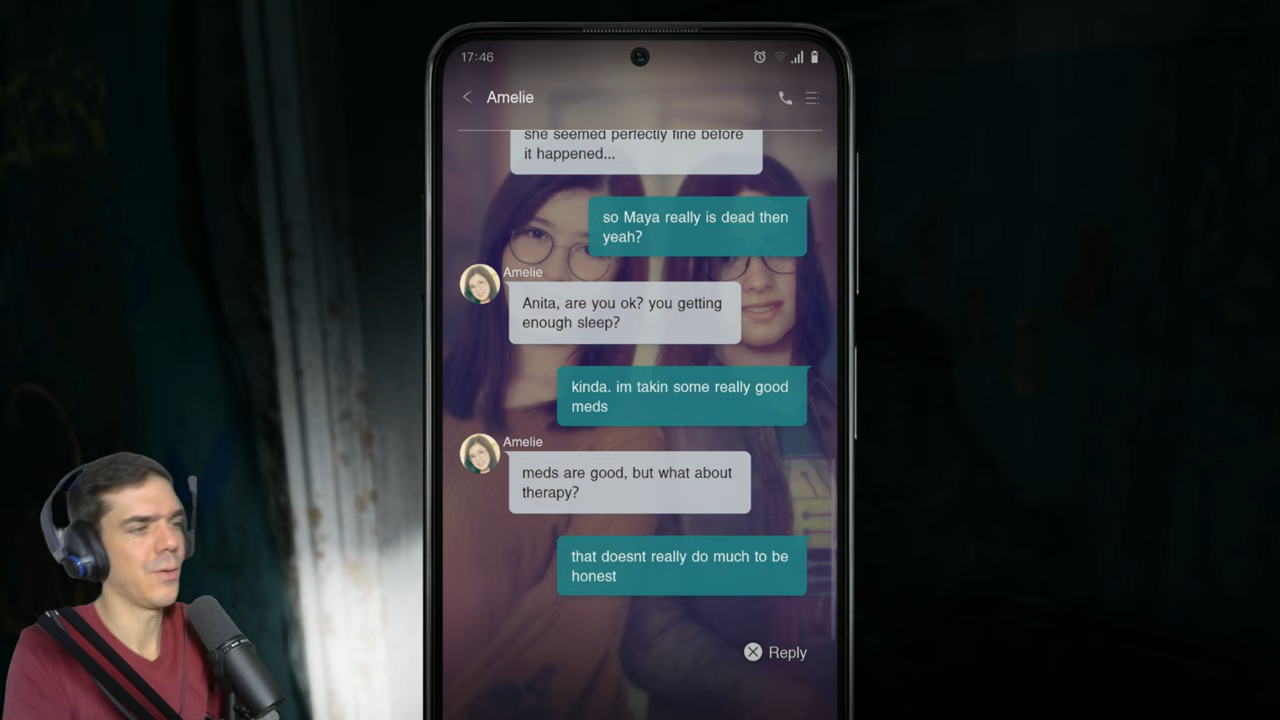 17:46
Amelie
she seemed perfectly fine before
it happened...
so Maya really is dead then
yeah?
Amelie
Anita, are you ok? you getting
enough sleep?
kinda. im takin some really good
meds
Amelie
meds are good, but what about
therapy?
that doesnt really do much to be
honest
Reply